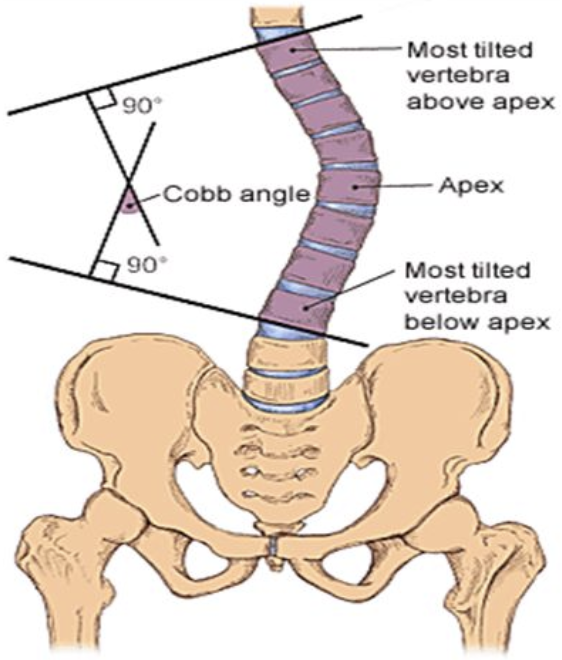 Most tilted
vertebra
above apex
90°
Cobb angle
Apex
90°
Most tilted
vertebra
below apex